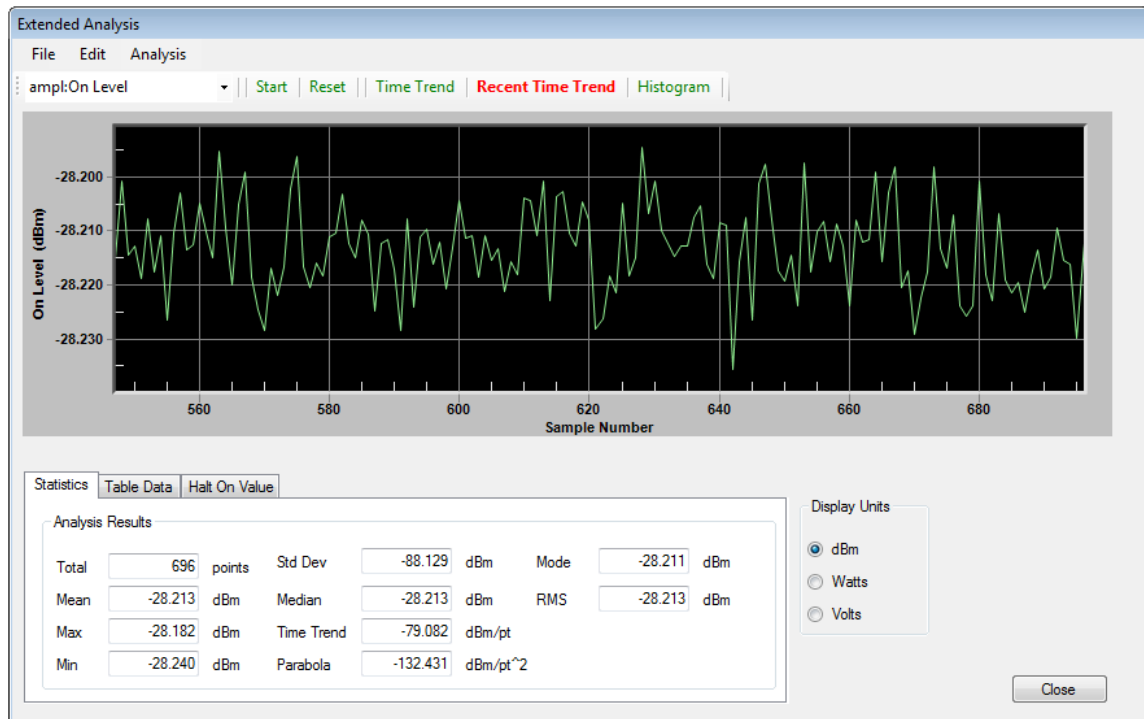 Extended Analysis
File Edit Analysis
ampl:On Level Start Reset Time Trend Recent Time Trend Histogram
On Level (dBm)
-28.200
-28.210
-28.220
-28.230
560 580 600 620 640 660 680
Sample Number
Statistics Table Data Halt On Value
Analysis Results
Total 696 points Std Dev -88.129 dBm Mode -28.211 dBm
Mean -28.213 dBm Median -28.213 dBm RMS -28.213 dBm
Max -28.182 dBm Time Trend -79.082 dBm/pt
Min -28.240 dBm Parabola -132.431 dBm/pt^2
Display Units
dBm
Watts
Volts
Close